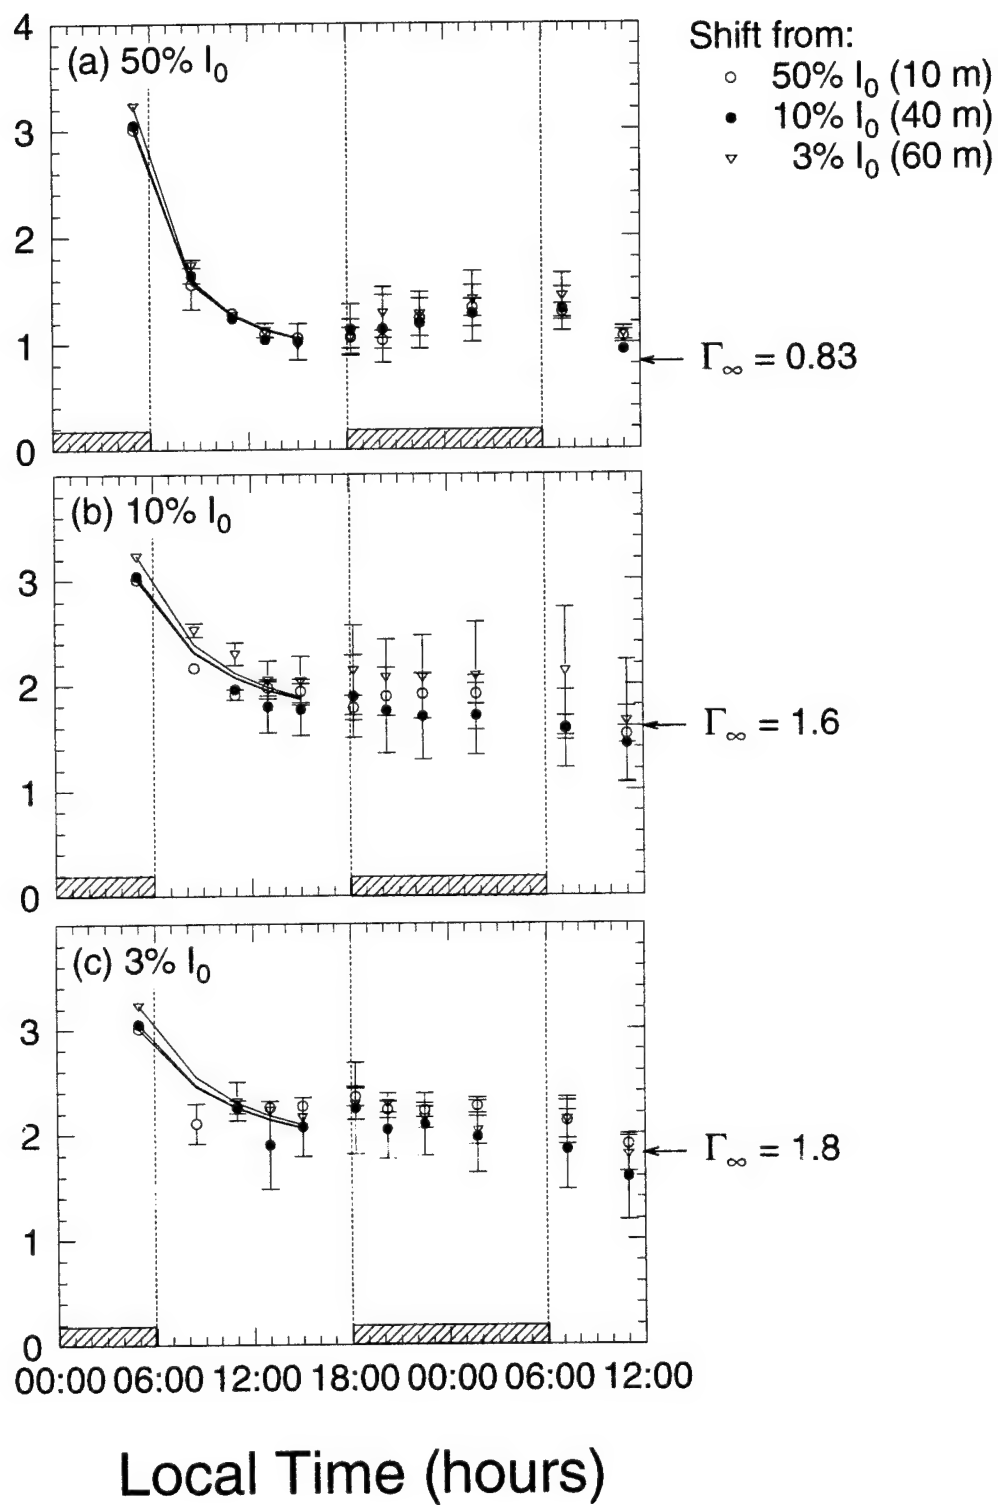 Shift from:
50% I₀ (10 m)
10% I₀ (40 m)
3% I₀ (60 m)
(a) 50% I₀
4
3
2
1
0
Γ∞ = 0.83
(b) 10% I₀
3
2
1
0
Γ∞ = 1.6
(c) 3% I₀
3
2
1
0
Γ∞ = 1.8
00:00 06:00 12:00 18:00 00:00 06:00 12:00
Local Time (hours)